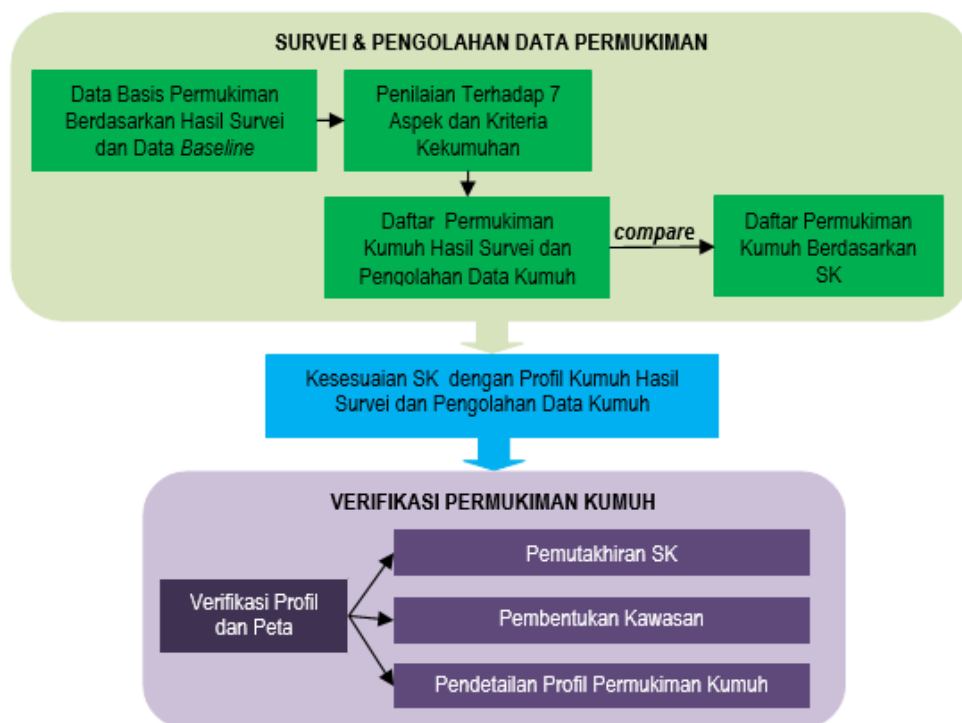 SURVEI & PENGOLAHAN DATA PERMUKIMAN
Data Basis Permukiman
Berdasarkan Hasil Survei
dan Data Baseline
Penilaian Terhadap 7
Aspek dan Kriteria
Kekumuhan
Daftar Permukiman
Kumuh Hasil Survei dan
Pengolahan Data Kumuh
compare
Daftar Permukiman
Kumuh Berdasarkan
SK
Kesesuaian SK dengan Profil Kumuh Hasil
Survei dan Pengolahan Data Kumuh
VERIFIKASI PERMUKIMAN KUMUH
Verifikasi Profil
dan Peta
Pemutakhiran SK
Pembentukan Kawasan
Pendetailan Profil Permukiman Kumuh